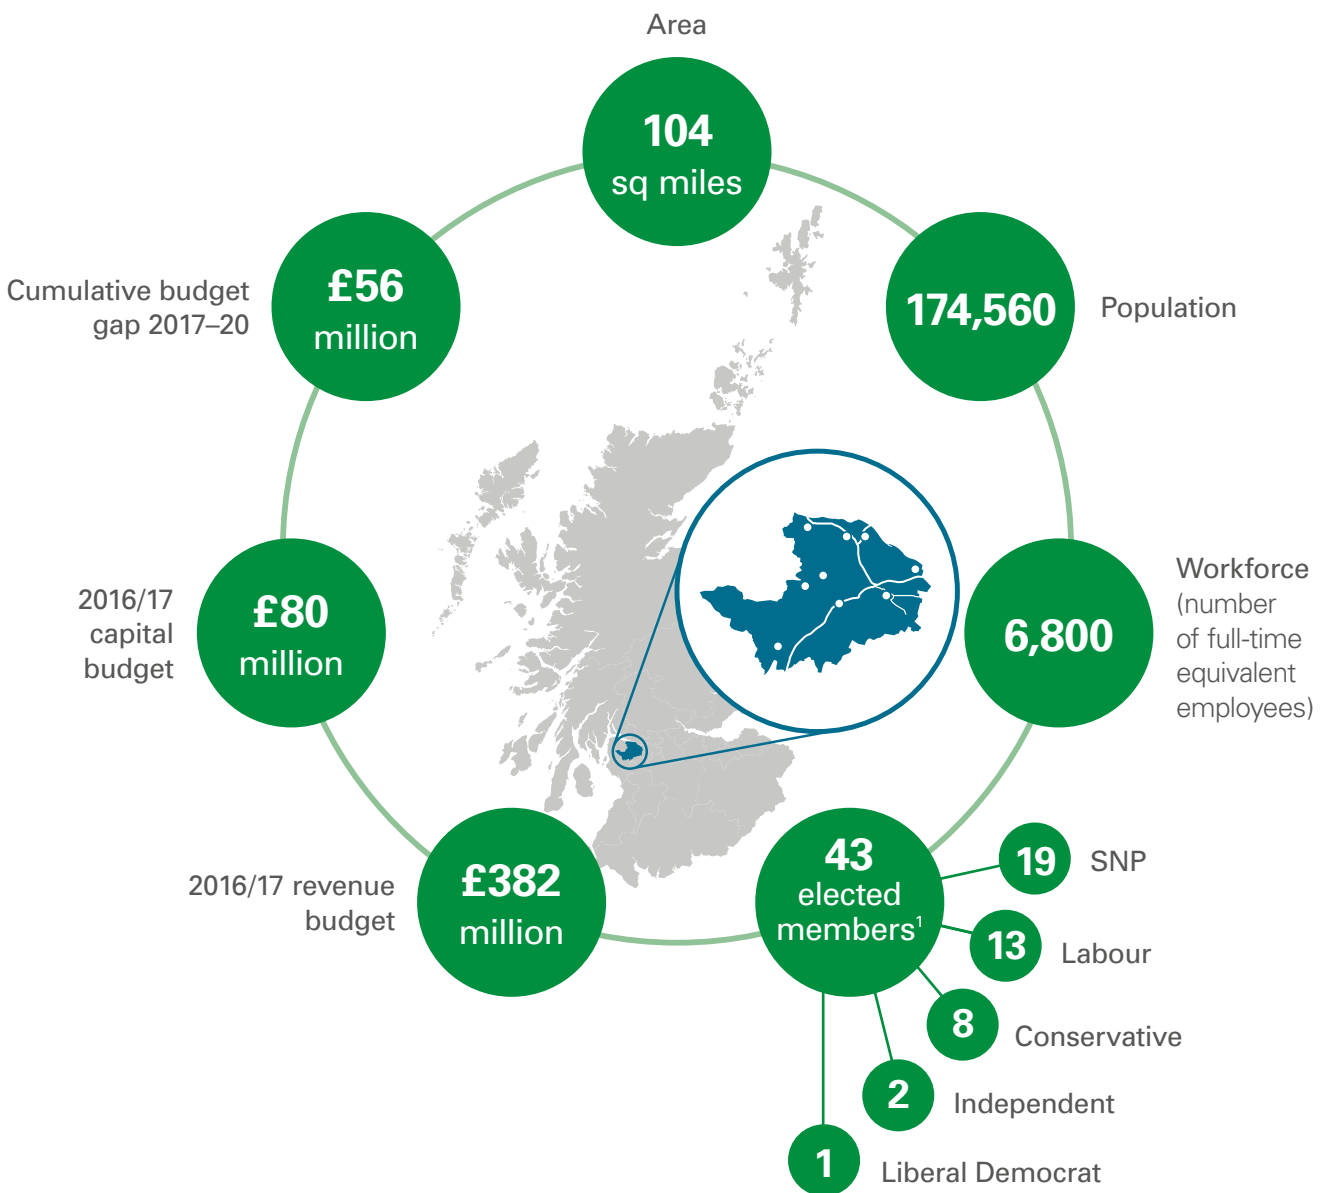 Area
104
sq miles
£56
million
Cumulative budget
gap 2017–20
174,560
Population
£80
million
2016/17
capital
budget
6,800
Workforce
(number
of full-time
equivalent
employees)
£382
million
2016/17 revenue
budget
43
elected
members¹
19
SNP
13
Labour
8
Conservative
2
Independent
1
Liberal Democrat